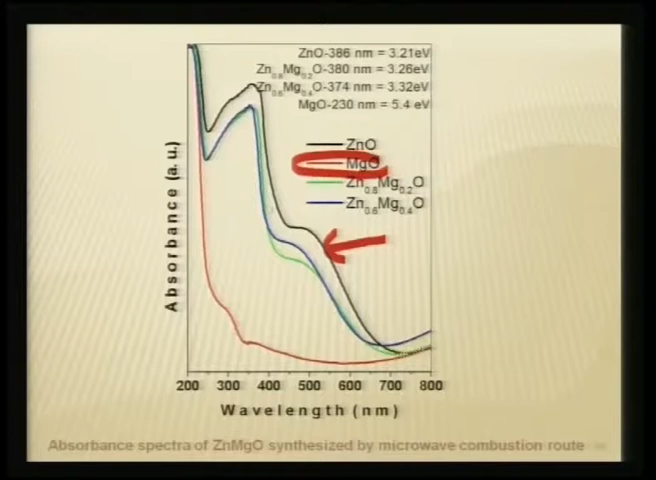 ZnO-386 nm = 3.21eV
Zn0.8Mg0.2O-380 nm = 3.26eV
Zn0.6Mg0.4O-374 nm = 3.32eV
MgO-230 nm = 5.4 eV
ZnO
MgO
Zn0.8Mg0.2O
Zn0.6Mg0.4O
Absorbance (a.u.)
200 300 400 500 600 700 800
Wavelength (nm)
Absorbance spectra of ZnMgO synthesized by microwave combustion route